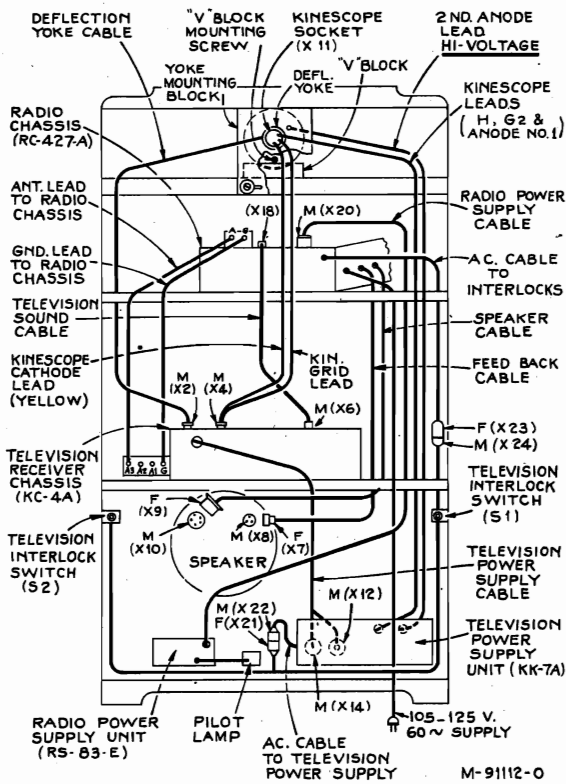 DEFLECTION
YOKE CABLE
"V" BLOCK
MOUNTING
SCREW
KINESCOPE
SOCKET
(X 11)
2ND. ANODE
LEAD
HI-VOLTAGE
YOKE
MOUNTING
BLOCK
DEFL.
YOKE
"V" BLOCK
KINESCOPE
LEADS
(H, G2 &
ANODE NO.1)
RADIO
CHASSIS
(RC-427-A)
ANT. LEAD
TO RADIO
CHASSIS
(X18)
M (X20)
A-G
RADIO POWER
SUPPLY
CABLE
GND. LEAD
TO RADIO
CHASSIS
A.C. CABLE
TO
INTERLOCKS
TELEVISION
SOUND
CABLE
SPEAKER
CABLE
KINESCOPE
CATHODE
LEAD
(YELLOW)
KIN.
GRID
LEAD
FEED BACK
CABLE
M
(X2)
M
(X4)
M (X6)
F (X23)
M (X24)
TELEVISION
RECEIVER
CHASSIS
(KC-4A)
A3 A2 A1 G
F
(X9)
M
(X10)
M
(X8)
F
(X7)
SPEAKER
TELEVISION
INTERLOCK
SWITCH
(S1)
TELEVISION
INTERLOCK
SWITCH
(S2)
TELEVISION
POWER
SUPPLY
CABLE
M (X22)
F (X21)
M (X12)
TELEVISION
POWER
SUPPLY
UNIT (KK-7A)
M (X14)
RADIO POWER
SUPPLY UNIT
(RS-83-E)
PILOT
LAMP
A.C. CABLE
TO TELEVISION
POWER SUPPLY
105-125 V.
60~ SUPPLY
M-91112-0